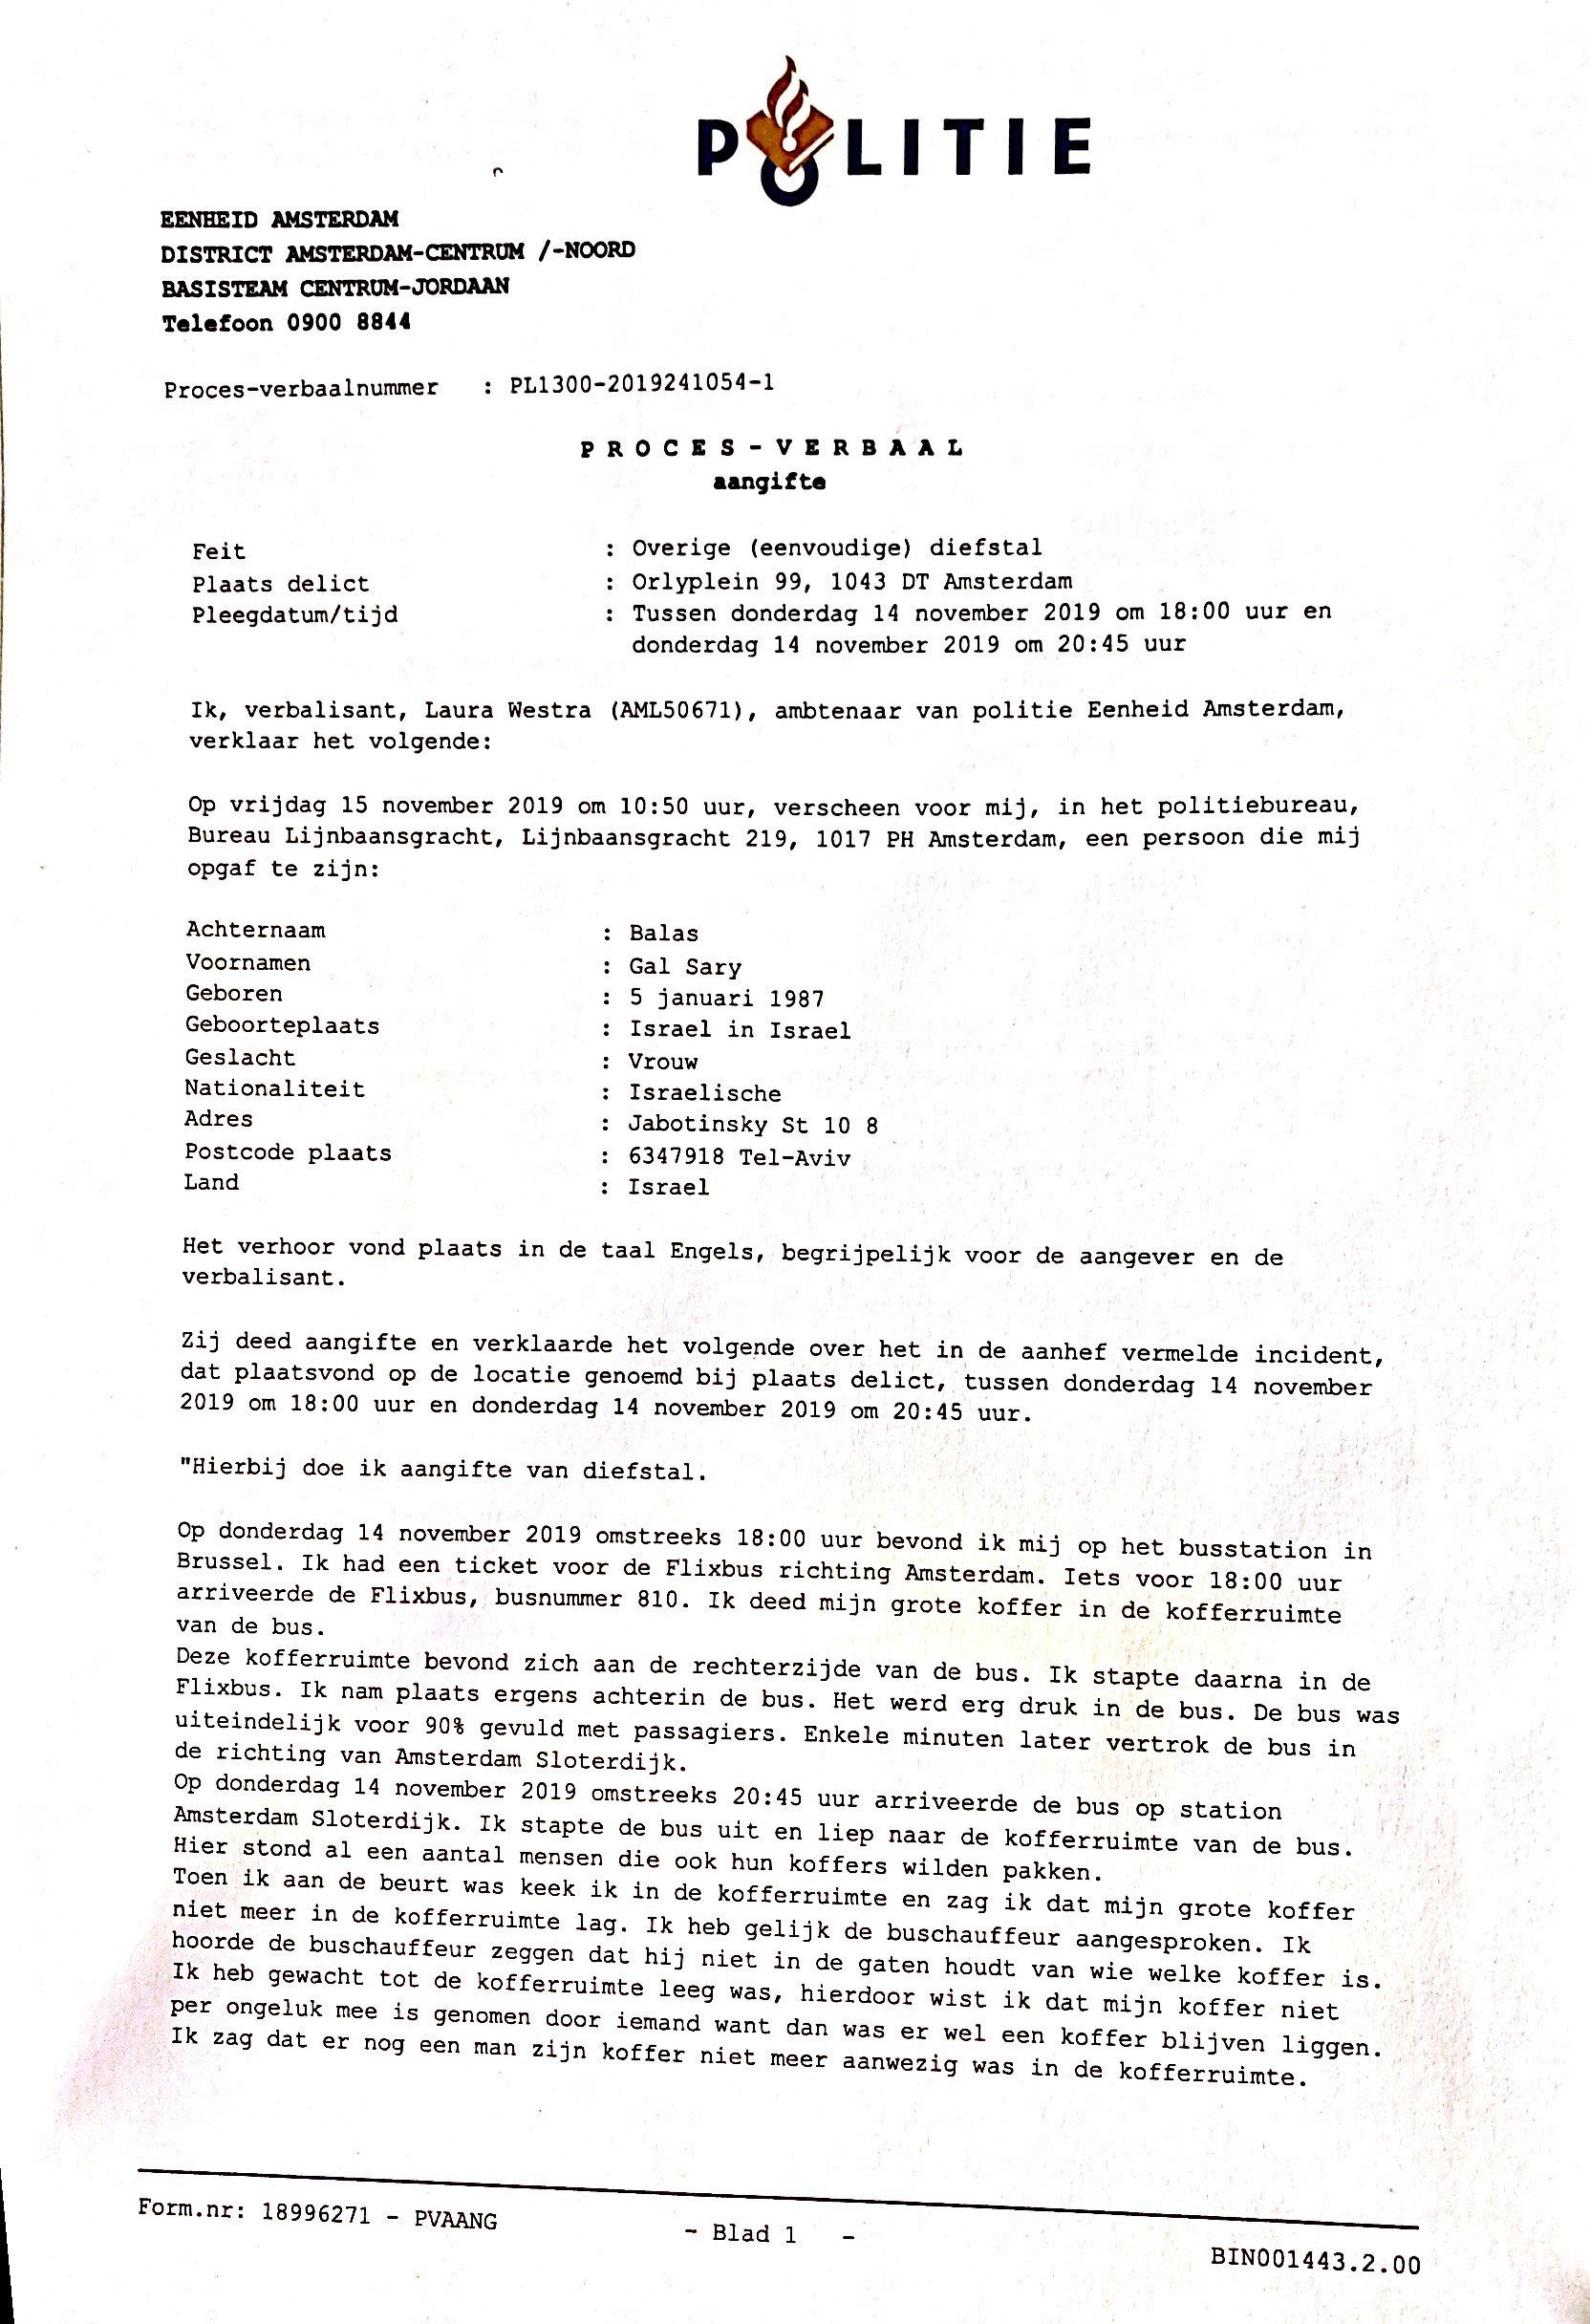 POLITIE
EENHEID AMSTERDAM
DISTRICT AMSTERDAM-CENTRUM /-NOORD
BASISTEAM CENTRUM-JORDAAN
Telefoon 0900 8844
Proces-verbaalnummer : PL1300-2019241054-1
PROCES-VERBAAL
aangifte
Feit : Overige (eenvoudige) diefstal
Plaats delict : Orlyplein 99, 1043 DT Amsterdam
Pleegdatum/tijd : Tussen donderdag 14 november 2019 om 18:00 uur en
donderdag 14 november 2019 om 20:45 uur
Ik, verbalisant, Laura Westra (AML50671), ambtenaar van politie Eenheid Amsterdam,
verklaar het volgende:
Op vrijdag 15 november 2019 om 10:50 uur, verscheen voor mij, in het politiebureau,
Bureau Lijnbaansgracht, Lijnbaansgracht 219, 1017 PH Amsterdam, een persoon die mij
opgaf te zijn:
Achternaam : Balas
Voornamen : Gal Sary
Geboren : 5 januari 1987
Geboorteplaats : Israel in Israel
Geslacht : Vrouw
Nationaliteit : Israelische
Adres : Jabotinsky St 10 8
Postcode plaats : 6347918 Tel-Aviv
Land : Israel
Het verhoor vond plaats in de taal Engels, begrijpelijk voor de aangever en de
verbalisant.
Zij deed aangifte en verklaarde het volgende over het in de aanhef vermelde incident,
dat plaatsvond op de locatie genoemd bij plaats delict, tussen donderdag 14 november
2019 om 18:00 uur en donderdag 14 november 2019 om 20:45 uur.
"Hierbij doe ik aangifte van diefstal.
Op donderdag 14 november 2019 omstreeks 18:00 uur bevond ik mij op het busstation in
Brussel. Ik had een ticket voor de Flixbus richting Amsterdam. Iets voor 18:00 uur
arriveerde de Flixbus, busnummer 810. Ik deed mijn grote koffer in de kofferruimte
van de bus.
Deze kofferruimte bevond zich aan de rechterzijde van de bus. Ik stapte daarna in de
Flixbus. Ik nam plaats ergens achterin de bus. Het werd erg druk in de bus. De bus was
uiteindelijk voor 90% gevuld met passagiers. Enkele minuten later vertrok de bus in
de richting van Amsterdam Sloterdijk.
Op donderdag 14 november 2019 omstreeks 20:45 uur arriveerde de bus op station
Amsterdam Sloterdijk. Ik stapte de bus uit en liep naar de kofferruimte van de bus.
Hier stond al een aantal mensen die ook hun koffers wilden pakken.
Toen ik aan de beurt was keek ik in de kofferruimte en zag ik dat mijn grote koffer
niet meer in de kofferruimte lag. Ik heb gelijk de buschauffeur aangesproken. Ik
hoorde de buschauffeur zeggen dat hij niet in de gaten houdt van wie welke koffer is.
Ik heb gewacht tot de kofferruimte leeg was, hierdoor wist ik dat mijn koffer niet
per ongeluk mee is genomen door iemand want dan was er wel een koffer blijven liggen.
Ik zag dat er nog een man zijn koffer niet meer aanwezig was in de kofferruimte.
Form.nr: 18996271 - PVAANG
- Blad 1 -
BIN001443.2.00